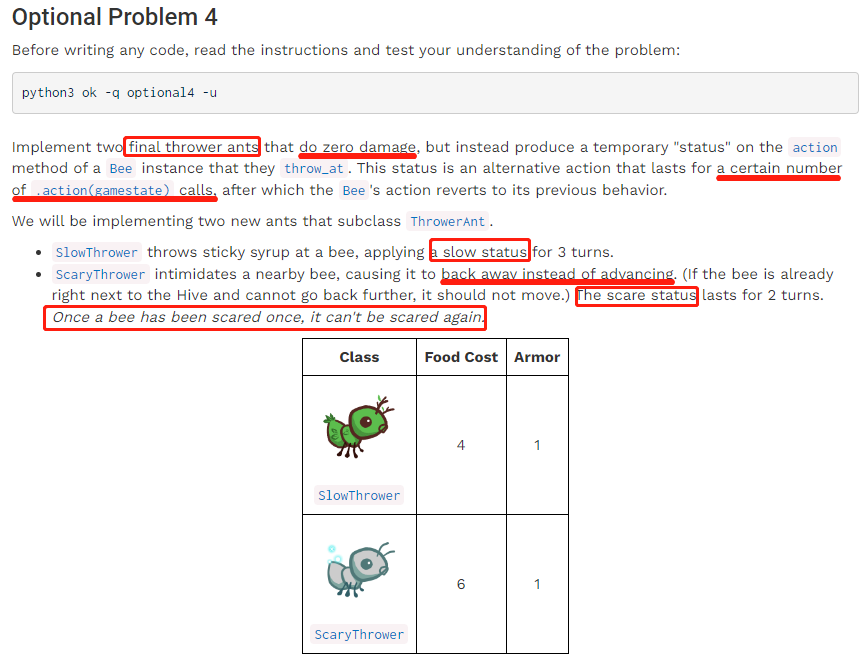 Optional Problem 4
Before writing any code, read the instructions and test your understanding of the problem:
python3 ok -q optional4 -u
Implement two final thrower ants that do zero damage, but instead produce a temporary "status" on the action
method of a Bee instance that they throw_at. This status is an alternative action that lasts for a certain number
of .action(gamestate) calls, after which the Bee's action reverts to its previous behavior.
We will be implementing two new ants that subclass ThrowerAnt.
• SlowThrower throws sticky syrup at a bee, applying a slow status for 3 turns.
• ScaryThrower intimidates a nearby bee, causing it to back away instead of advancing. (If the bee is already
right next to the Hive and cannot go back further, it should not move.) The scare status lasts for 2 turns.
Once a bee has been scared once, it can't be scared again.
Class Food Cost Armor
4 1
SlowThrower
6 1
ScaryThrower